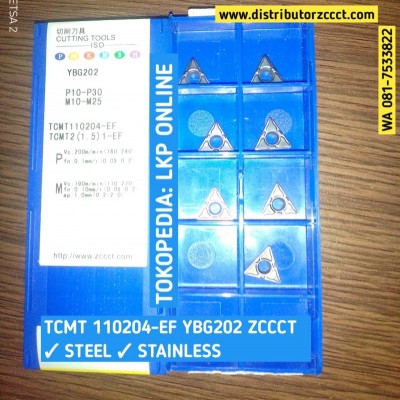 www.distributorzccct.com
WA 081-7533822
切削刀具
CUTTING TOOLS
ISO
P M K N S H
YBG202
P10-P30
M10-M25
TCMT110204-EF
TCMT2(1.5)1-EF
P
M
http://www.zccct.com
TOKOPEDIA: LKP ONLINE
TCMT 110204-EF YBG202 ZCCCT
✓ STEEL ✓ STAINLESS